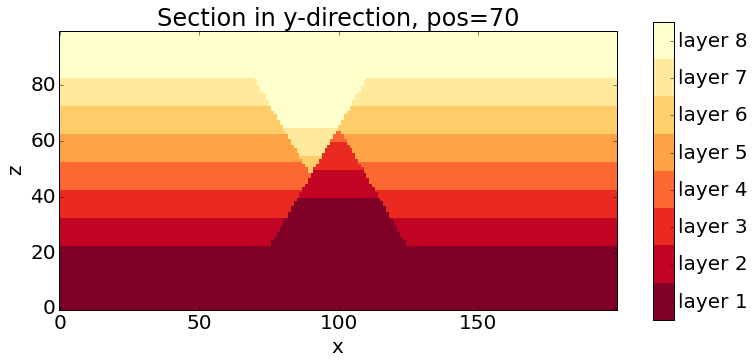 Section in y-direction, pos=70
80
60
40
20
0
z
0 50 100 150
x
layer 8
layer 7
layer 6
layer 5
layer 4
layer 3
layer 2
layer 1